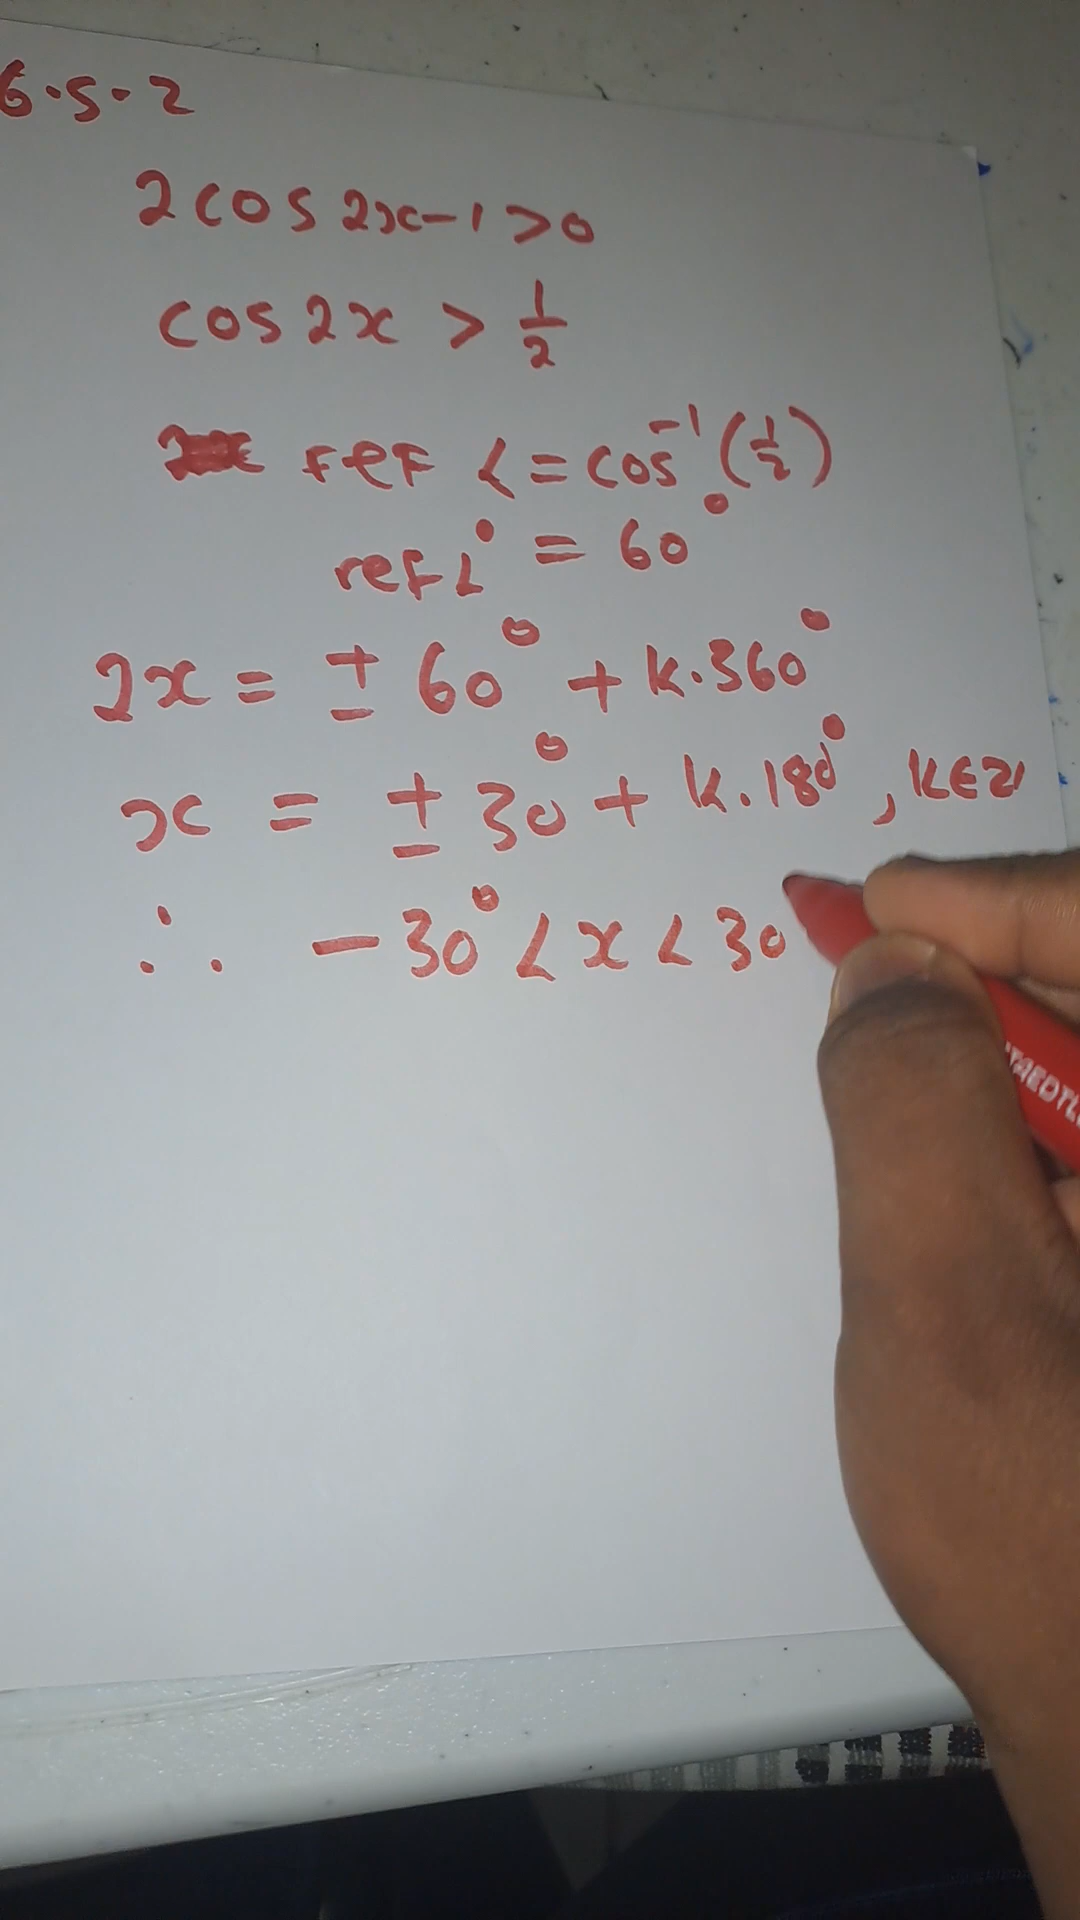 6.5.2
2cos2x-1>0
cos2x > 1/2
ref ∠ = cos⁻¹(1/2)
ref∠° = 60°
2x = ± 60° + k.360°
x = ± 30° + k.180°, k∈Z
∴ -30° < x < 30